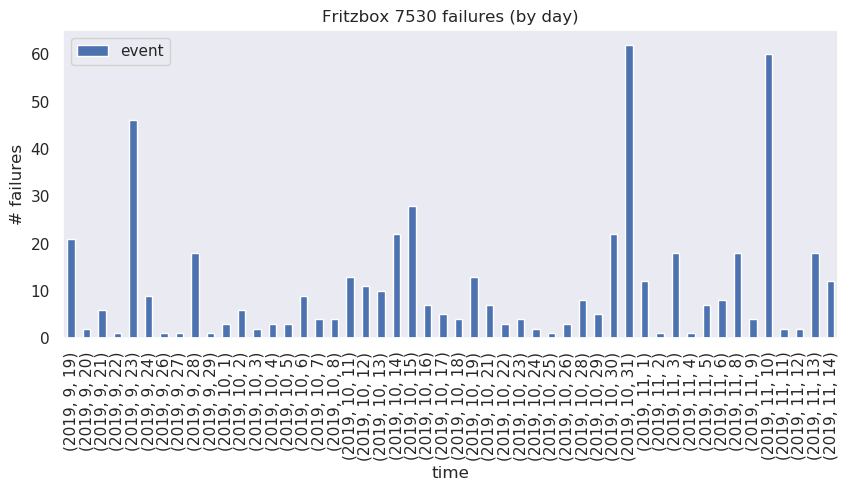 Fritzbox 7530 failures (by day)
event
# failures
60
50
40
30
20
10
0
(2019, 9, 19)
(2019, 9, 20)
(2019, 9, 21)
(2019, 9, 22)
(2019, 9, 23)
(2019, 9, 24)
(2019, 9, 26)
(2019, 9, 27)
(2019, 9, 28)
(2019, 9, 29)
(2019, 10, 1)
(2019, 10, 2)
(2019, 10, 3)
(2019, 10, 4)
(2019, 10, 5)
(2019, 10, 6)
(2019, 10, 7)
(2019, 10, 8)
(2019, 10, 11)
(2019, 10, 12)
(2019, 10, 13)
(2019, 10, 14)
(2019, 10, 15)
(2019, 10, 16)
(2019, 10, 17)
(2019, 10, 18)
(2019, 10, 19)
(2019, 10, 21)
(2019, 10, 22)
(2019, 10, 23)
(2019, 10, 24)
(2019, 10, 25)
(2019, 10, 26)
(2019, 10, 28)
(2019, 10, 29)
(2019, 10, 30)
(2019, 10, 31)
(2019, 11, 1)
(2019, 11, 2)
(2019, 11, 3)
(2019, 11, 4)
(2019, 11, 5)
(2019, 11, 6)
(2019, 11, 8)
(2019, 11, 9)
(2019, 11, 10)
(2019, 11, 11)
(2019, 11, 12)
(2019, 11, 13)
(2019, 11, 14)
time